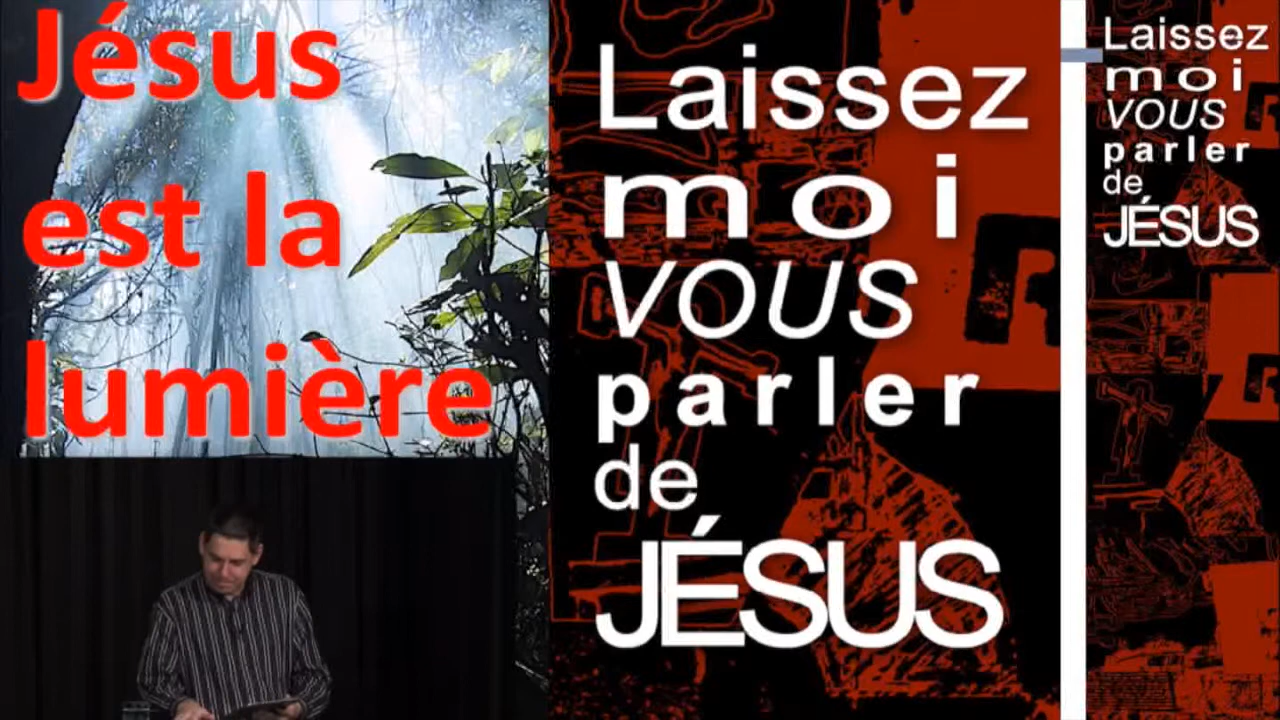 Jésus
est la
lumière
Laissez
moi
VOUS
parler
de
JÉSUS
Laissez
moi
VOUS
parler
de
JÉSUS